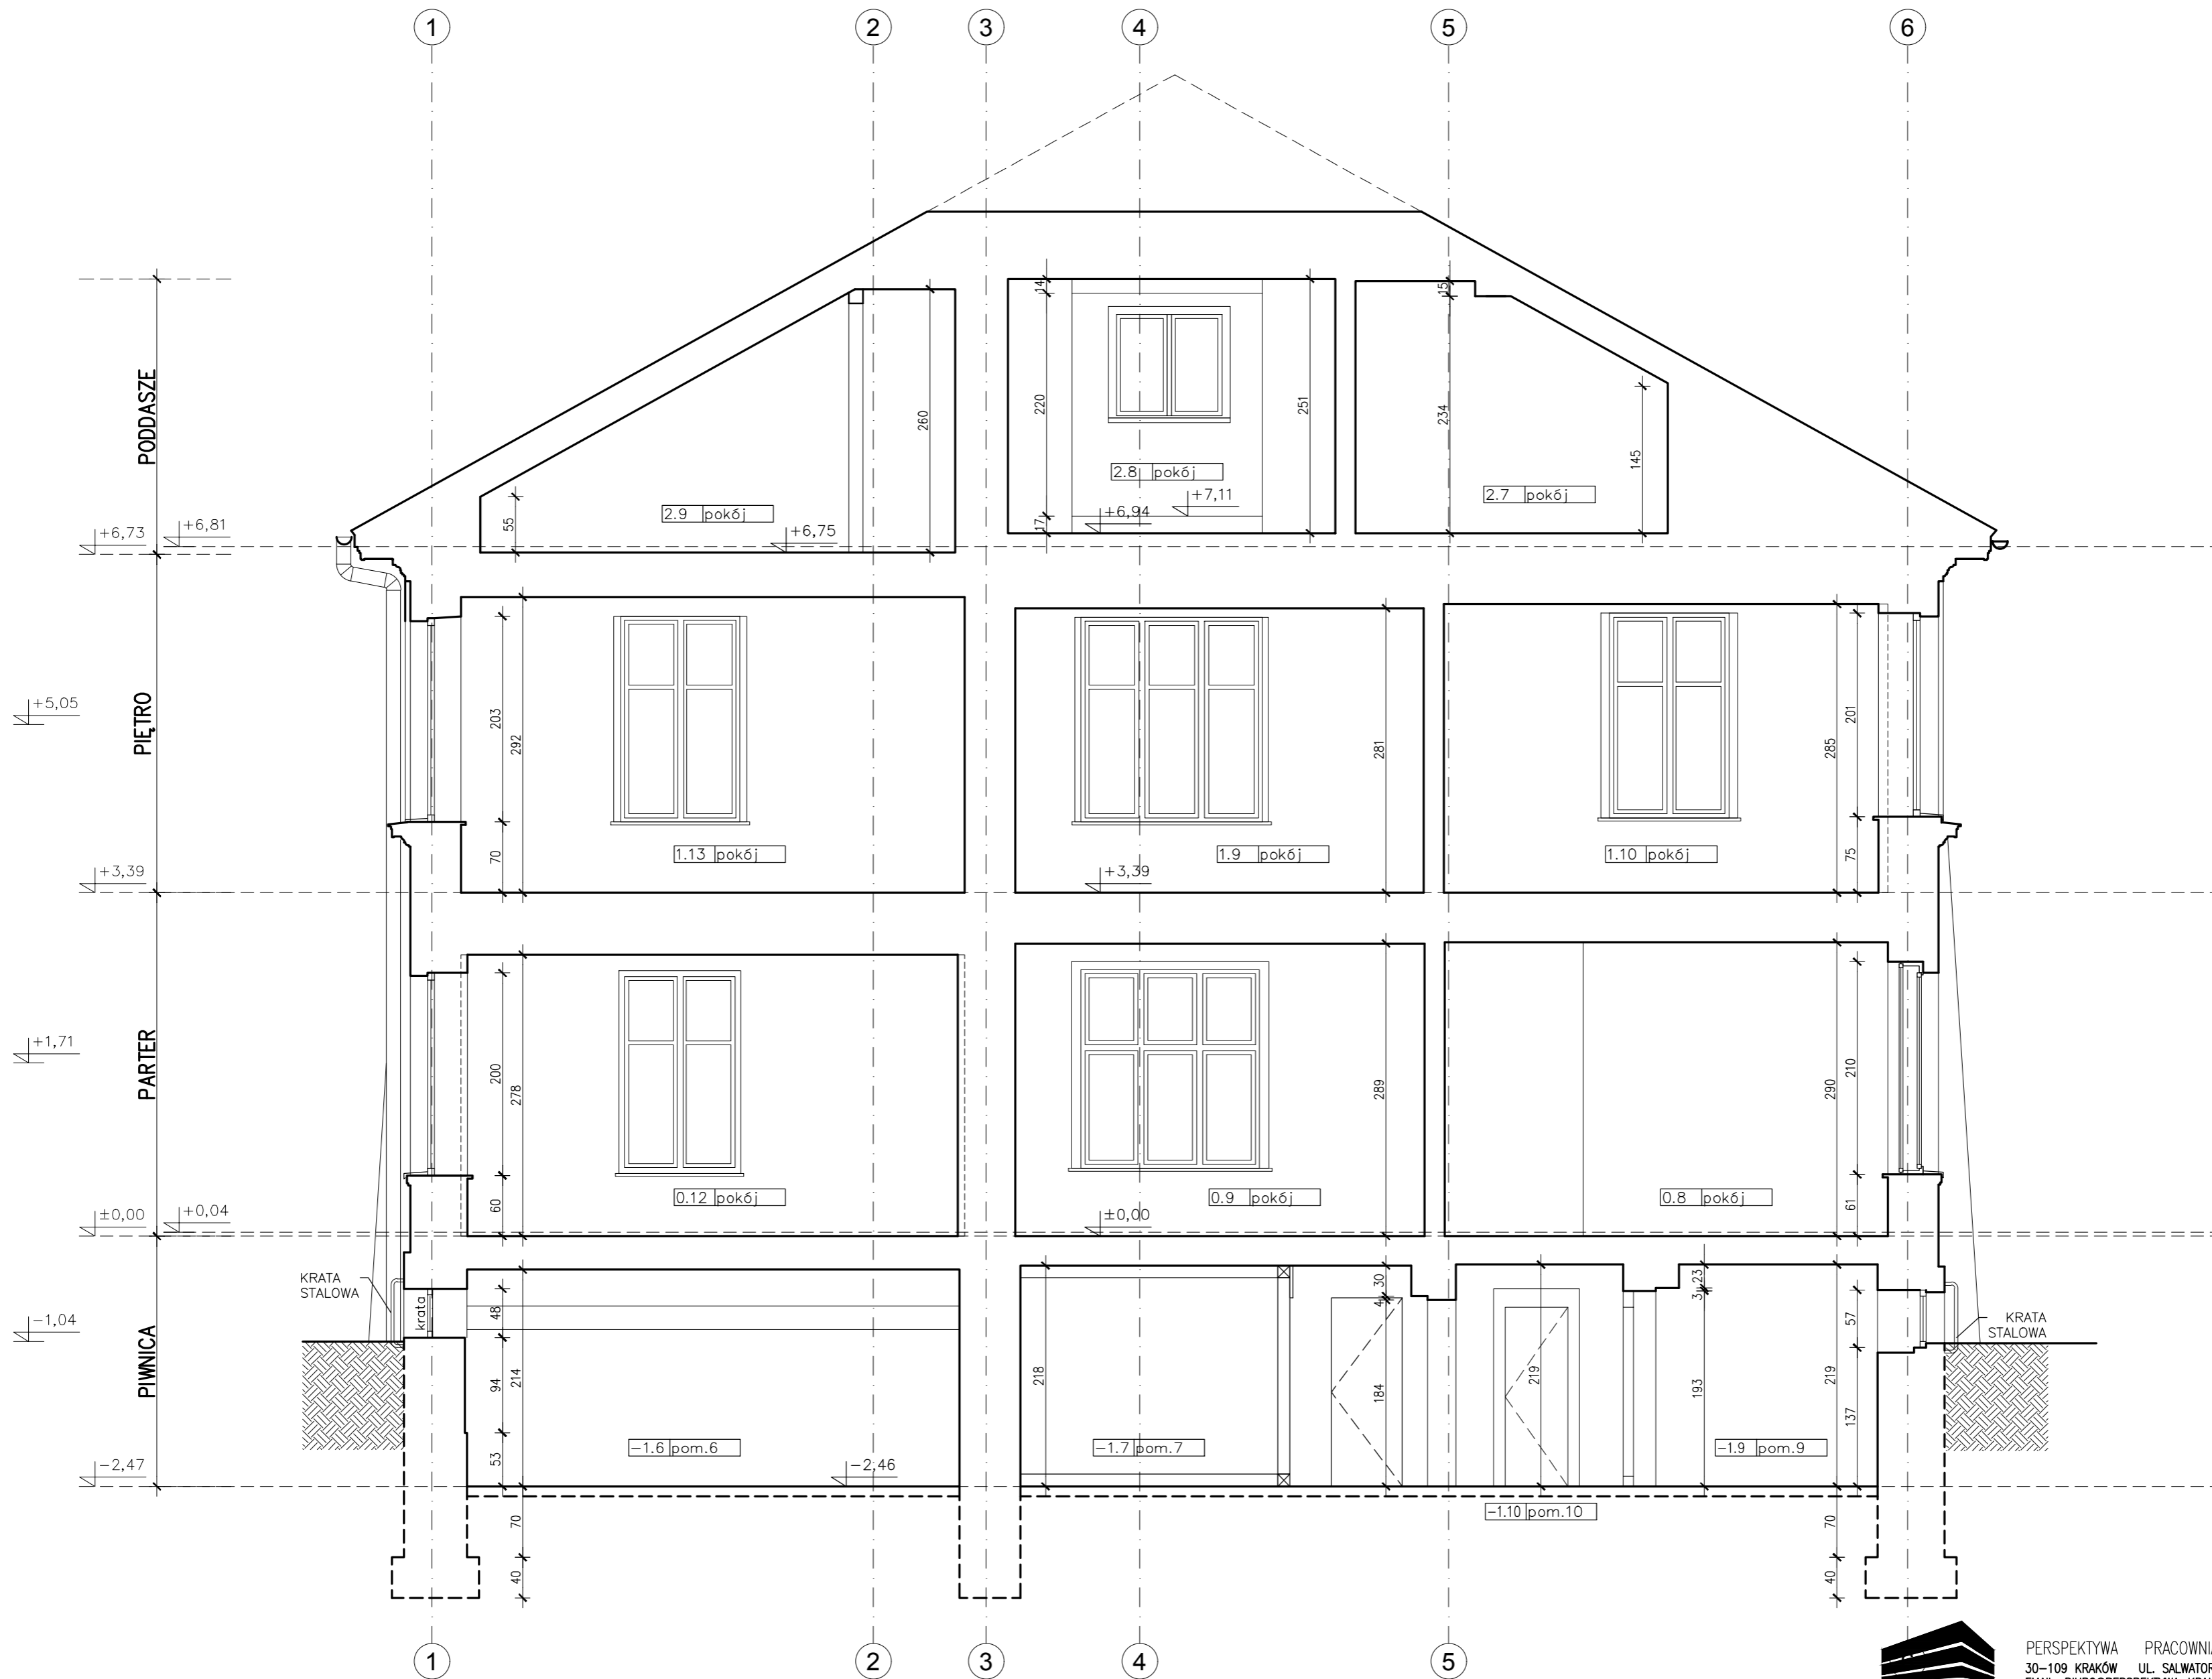 1 2 3 4 5 6
PODDASZE
14
15
220
251
260
234
145
2.8 pokój
2.7 pokój
2.9 pokój
+7,11
+6,94
17
55
+6,81
+6,73
+6,75
PIĘTRO
+5,05
203
292
281
285
201
70
75
1.13 pokój
1.9 pokój
1.10 pokój
+3,39
+3,39
PARTER
+1,71
200
278
289
290
210
60
61
0.12 pokój
0.9 pokój
0.8 pokój
±0,00
+0,04
±0,00
PIWNICA
KRATA
STALOWA
krata
48
30
4
23
3
57
KRATA
STALOWA
-1,04
94
214
218
184
219
193
219
137
53
-1.6 pom.6
-1.7 pom.7
-1.9 pom.9
-2,47
-2,46
-1.10 pom.10
70
70
40
40
1 2 3 4 5
PERSPEKTYWA PRACOWNI
30-109 KRAKÓW UL. SALWATOR